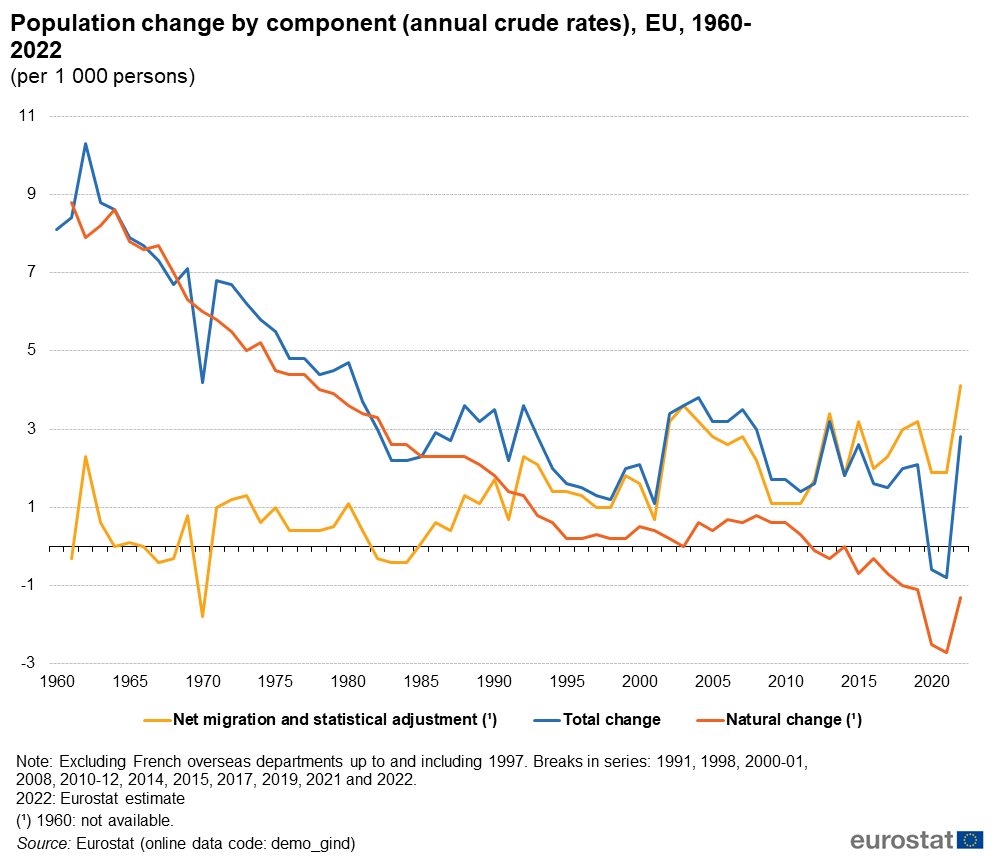 Population change by component (annual crude rates), EU, 1960-
2022
(per 1 000 persons)
11
9
7
5
3
1
-1
-3
1960 1965 1970 1975 1980 1985 1990 1995 2000 2005 2010 2015 2020
Net migration and statistical adjustment (¹) Total change Natural change (¹)
Note: Excluding French overseas departments up to and including 1997. Breaks in series: 1991, 1998, 2000-01,
2008, 2010-12, 2014, 2015, 2017, 2019, 2021 and 2022.
2022: Eurostat estimate
(¹) 1960: not available.
Source: Eurostat (online data code: demo_gind)
eurostat